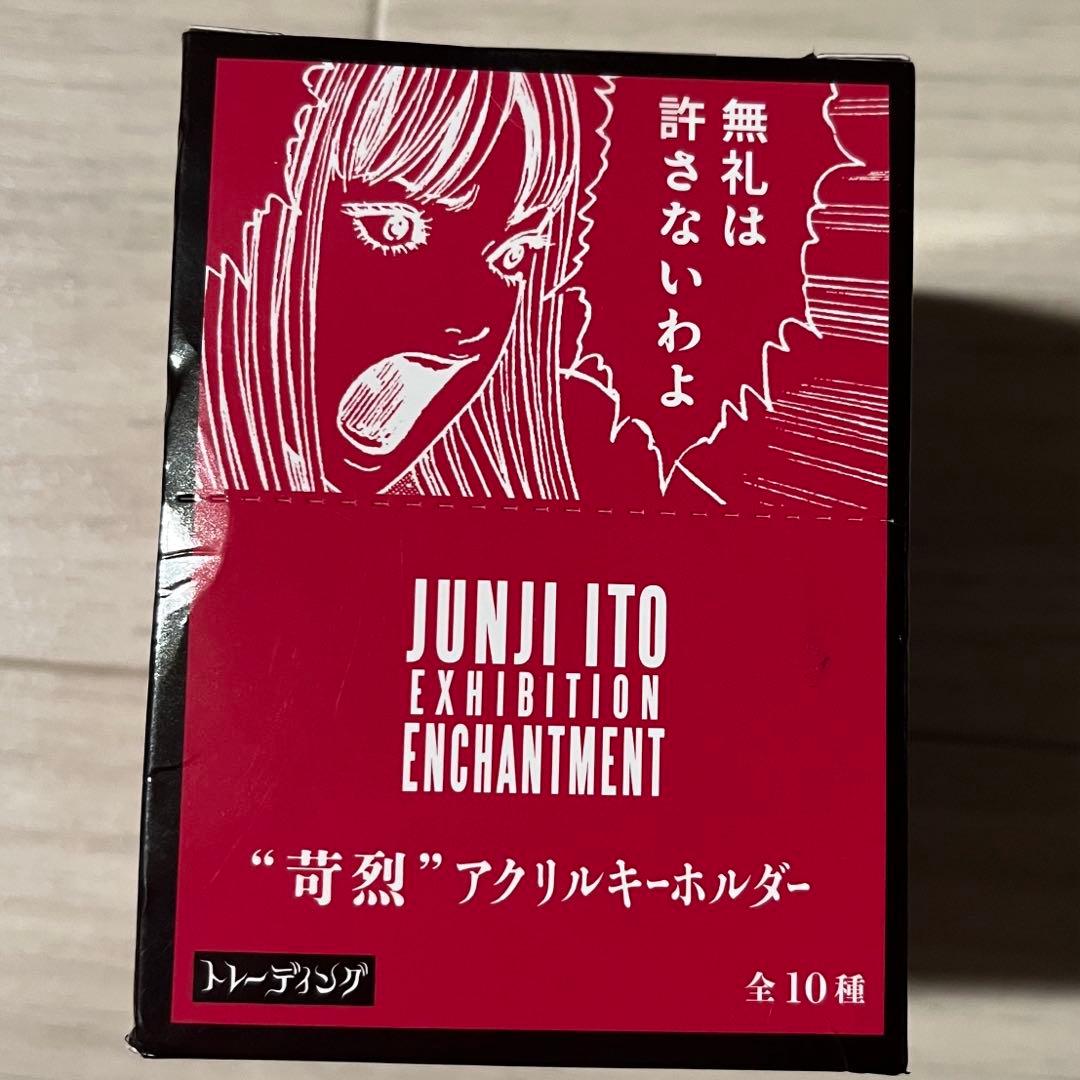 無礼は
許さないわよ
JUNJI ITO
EXHIBITION
ENCHANTMENT
“苛烈”アクリルキーホルダー
トレーディング
全10種